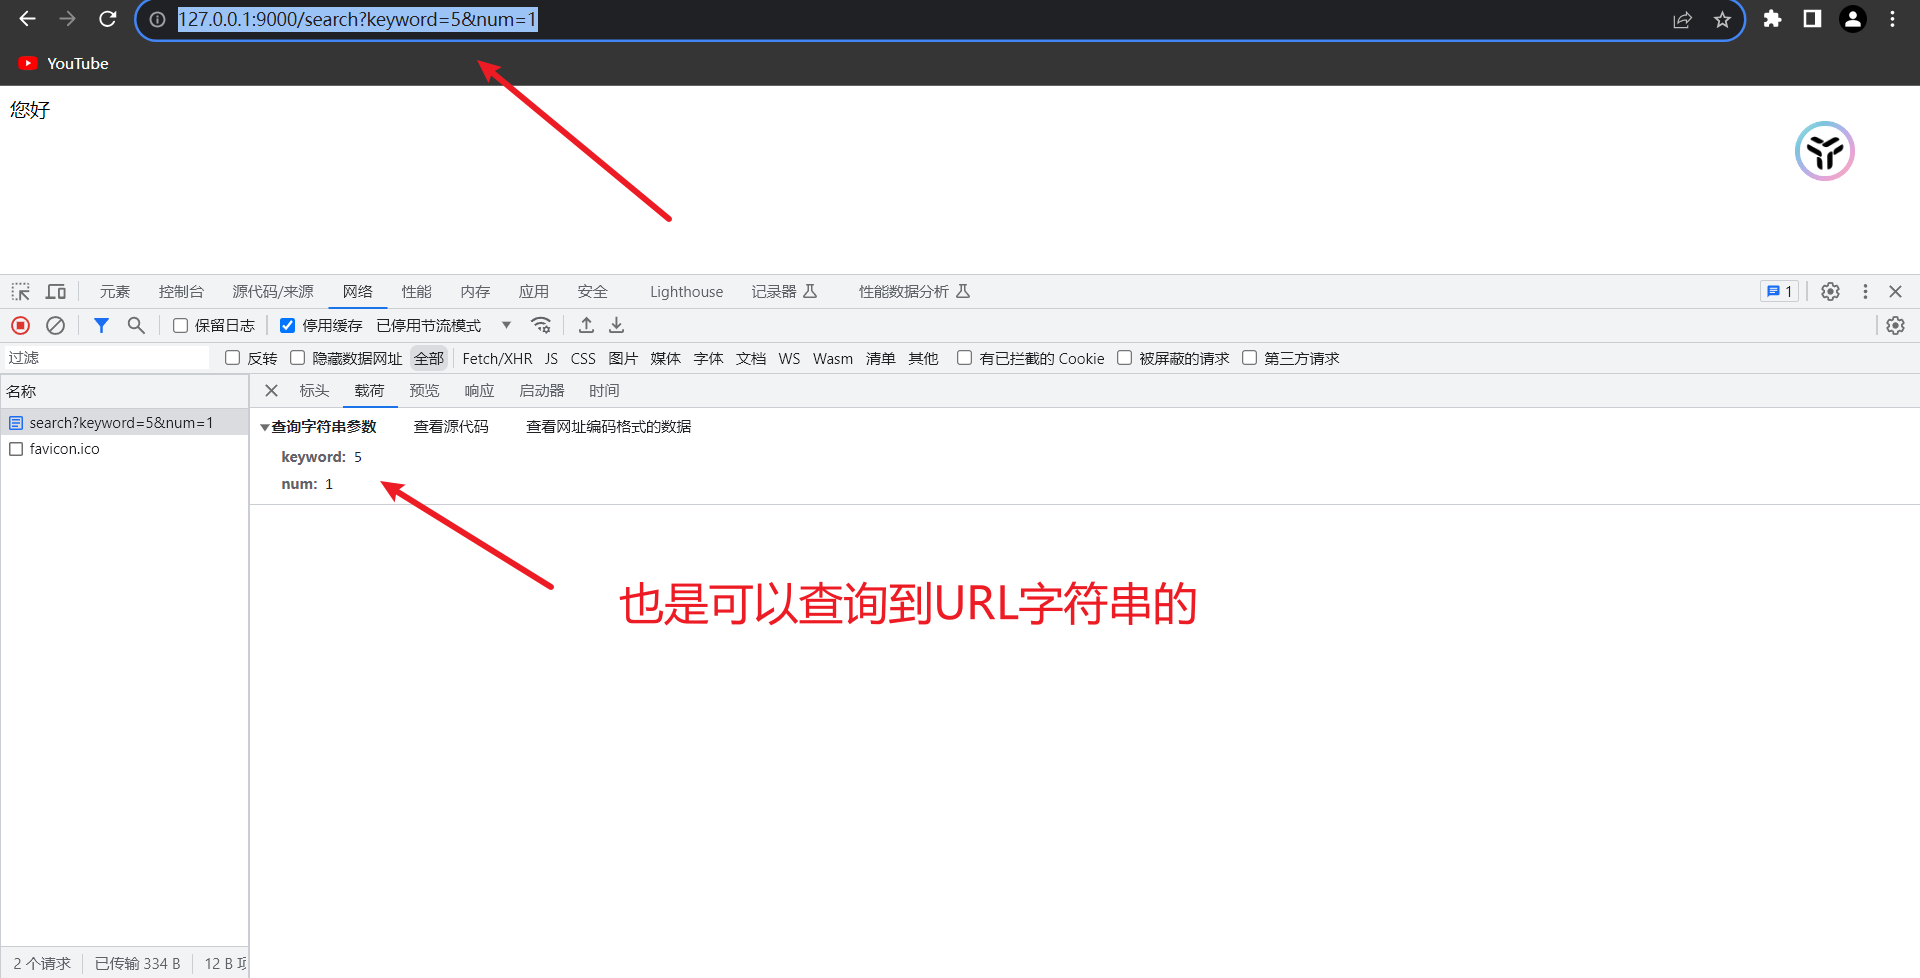 127.0.0.1:9000/search?keyword=5&num=1
YouTube
您好
元素 控制台 源代码/来源 网络 性能 内存 应用 安全 Lighthouse 记录器 性能数据分析 1
保留日志 停用缓存 已停用节流模式
过滤 反转 隐藏数据网址 全部 Fetch/XHR JS CSS 图片 媒体 字体 文档 WS Wasm 清单 其他 有已拦截的 Cookie 被屏蔽的请求 第三方请求
名称 标头 载荷 预览 响应 启动器 时间
search?keyword=5&num=1
favicon.ico
查询字符串参数 查看源代码 查看网址编码格式的数据
keyword: 5
num: 1
也是可以查询到URL字符串的
2 个请求 已传输 334 B 12 B